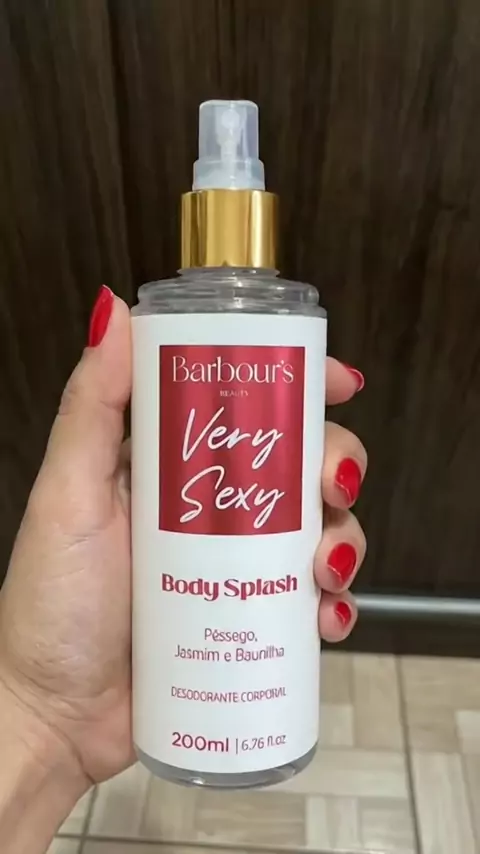 Barbour's
BEAUTY
Very
Sexy
Body Splash
Pêssego,
Jasmim e Baunilha
DESODORANTE CORPORAL
200ml | 6.76 fl.oz